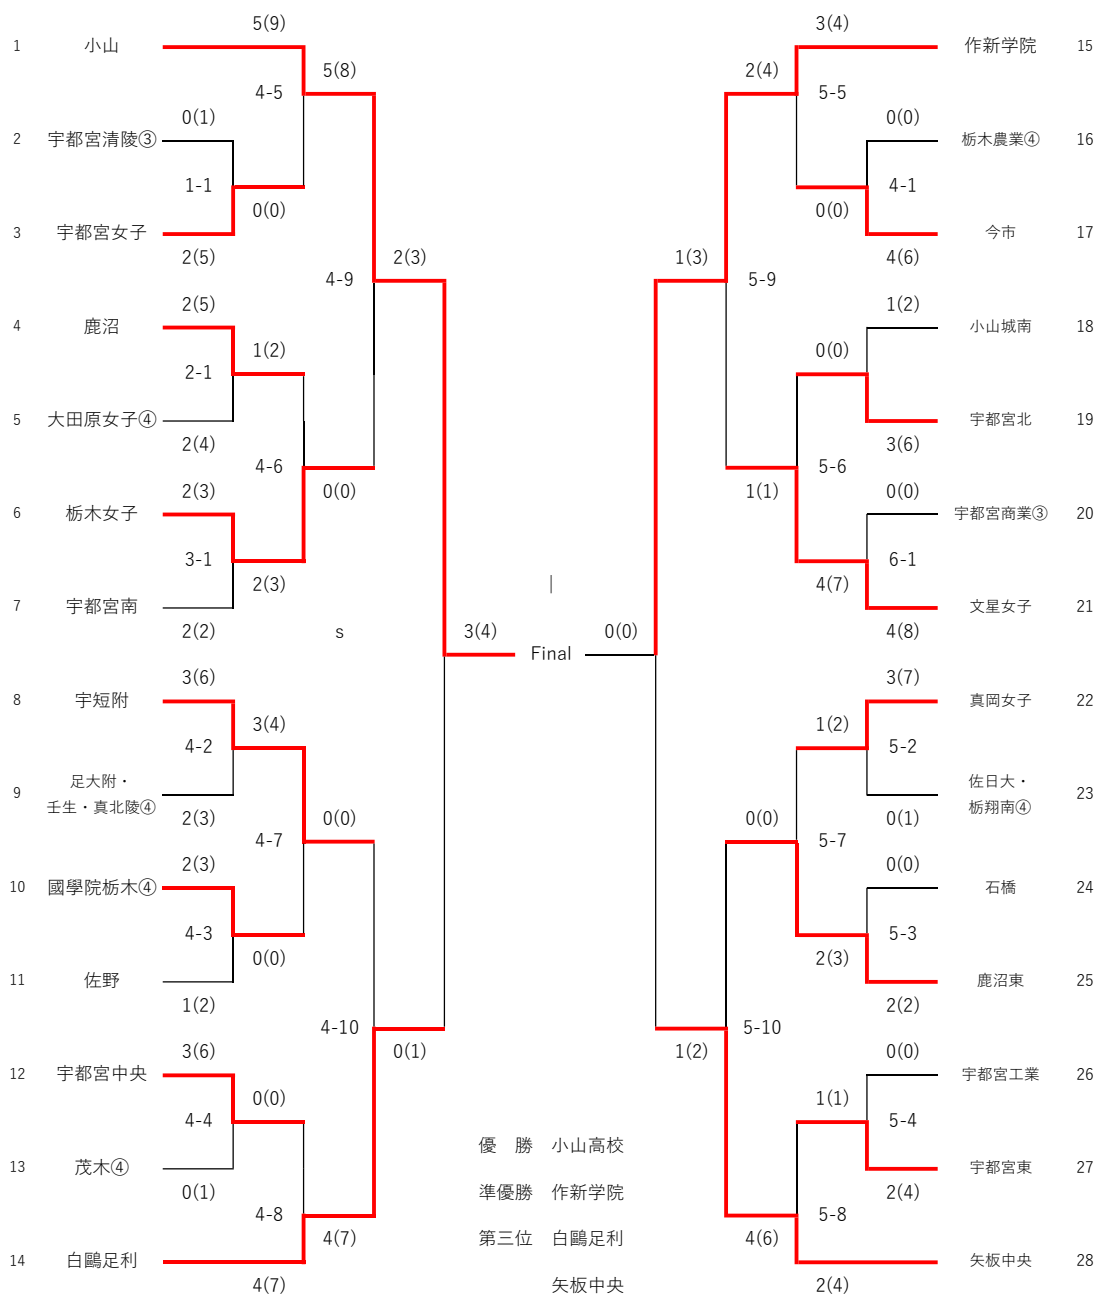 5(9)
3(4)
1 小山
作新学院 15
5(8)
2(4)
4-5
5-5
0(1)
0(0)
2 宇都宮清陵③
栃木農業④ 16
1-1
4-1
0(0)
0(0)
3 宇都宮女子
今市 17
2(5)
2(3)
1(3)
4(6)
4-9
5-9
2(5)
1(2)
4 鹿沼
小山城南 18
1(2)
0(0)
2-1
5 大田原女子④
宇都宮北 19
2(4)
3(6)
4-6
5-6
2(3)
0(0)
1(1)
0(0)
6 栃木女子
宇都宮商業③ 20
3-1
6-1
2(3)
4(7)
7 宇都宮南
文星女子 21
|
2(2)
s
3(4)
Final
0(0)
4(8)
3(6)
3(7)
8 宇短附
真岡女子 22
3(4)
1(2)
4-2
5-2
9 足大附・
壬生・真北陵④
佐日大・
栃翔南④ 23
2(3)
0(0)
0(0)
0(1)
4-7
5-7
2(3)
0(0)
10 國學院栃木④
石橋 24
4-3
5-3
0(0)
2(3)
11 佐野
鹿沼東 25
1(2)
2(2)
4-10
5-10
3(6)
0(1)
1(2)
0(0)
12 宇都宮中央
宇都宮工業 26
0(0)
1(1)
4-4
5-4
優 勝 小山高校
13 茂木④
宇都宮東 27
0(1)
準優勝 作新学院
2(4)
4-8
5-8
4(7)
第三位 白鷗足利
4(6)
14 白鷗足利
矢板中央 28
4(7)
矢板中央
2(4)